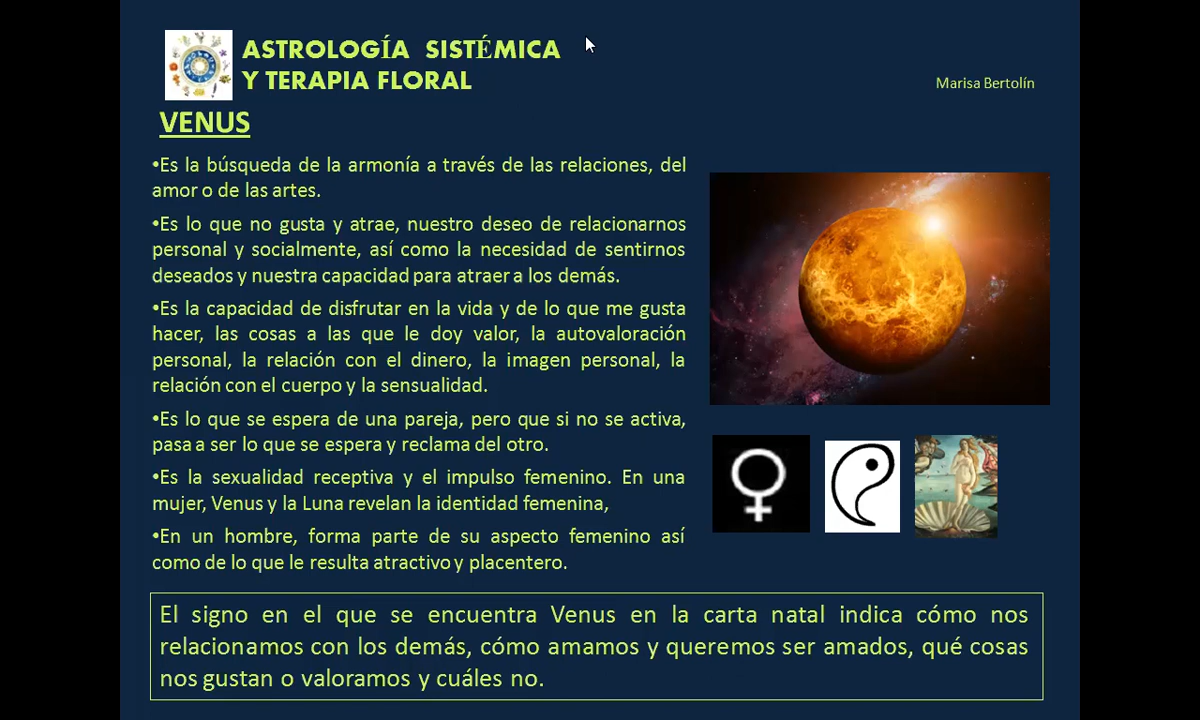 ASTROLOGÍA SISTÉMICA
Y TERAPIA FLORAL
Marisa Bertolín
VENUS
•Es la búsqueda de la armonía a través de las relaciones, del
amor o de las artes.
•Es lo que no gusta y atrae, nuestro deseo de relacionarnos
personal y socialmente, así como la necesidad de sentirnos
deseados y nuestra capacidad para atraer a los demás.
•Es la capacidad de disfrutar en la vida y de lo que me gusta
hacer, las cosas a las que le doy valor, la autovaloración
personal, la relación con el dinero, la imagen personal, la
relación con el cuerpo y la sensualidad.
•Es lo que se espera de una pareja, pero que si no se activa,
pasa a ser lo que se espera y reclama del otro.
•Es la sexualidad receptiva y el impulso femenino. En una
mujer, Venus y la Luna revelan la identidad femenina,
•En un hombre, forma parte de su aspecto femenino así
como de lo que le resulta atractivo y placentero.
El signo en el que se encuentra Venus en la carta natal indica cómo nos
relacionamos con los demás, cómo amamos y queremos ser amados, qué cosas
nos gustan o valoramos y cuáles no.